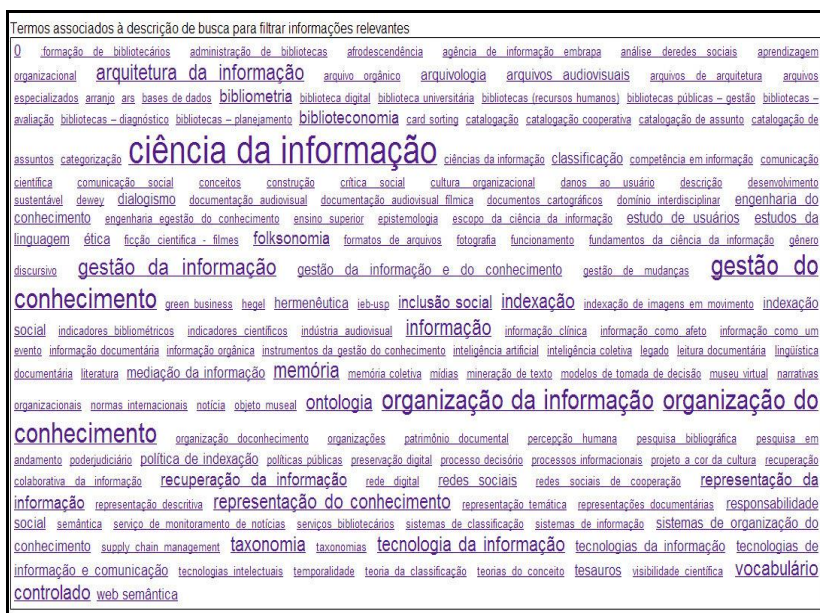 Termos associados à descrição de busca para filtrar informações relevantes
0 .formação de bibliotecários administração de bibliotecas afrodescendência agência de informação embrapa análise deredes sociais aprendizagem
organizacional arquitetura da informação arquivo orgânico arquivologia arquivos audiovisuais arquivos de arquitetura arquivos
especializados arranjo ars bases de dados bibliometria biblioteca digital biblioteca universitária bibliotecas (recursos humanos) bibliotecas públicas – gestão bibliotecas –
avaliação bibliotecas – diagnóstico bibliotecas – planejamento biblioteconomia card sorting catalogação catalogação cooperativa catalogação de assunto catalogação de
assuntos categorização ciência da informação ciências da informação classificação competência em informação comunicação
científica comunicação social conceitos construção crítica social cultura organizacional danos ao usuário descrição desenvolvimento
sustentável dewey dialogismo documentação audiovisual documentação audiovisual fílmica documentos cartográficos domínio interdisciplinar engenharia do
conhecimento engenharia egestão do conhecimento ensino superior epistemologia escopo da ciência da informação estudo de usuários estudos da
linguagem ética ficção cientifica - filmes folksonomia formatos de arquivos fotografia funcionamento fundamentos da ciência da informação gênero
discursivo gestão da informação gestão da informação e do conhecimento gestão de mudanças gestão do
conhecimento green business hegel hermenêutica ieb-usp inclusão social indexação indexação de imagens em movimento indexação
social indicadores bibliométricos indicadores científicos indústria audiovisual informação informação clínica informação como afeto informação como um
evento informação documentária informação orgânica instrumentos da gestão do conhecimento inteligência artificial inteligência coletiva legado leitura documentária lingüística
documentária literatura mediação da informação memória memória coletiva mídias mineração de texto modelos de tomada de decisão museu virtual narrativas
organizacionais normas internacionais notícia objeto museal ontologia organização da informação organização do
conhecimento organização doconhecimento organizações patrimônio documental percepção humana pesquisa bibliográfica pesquisa em
andamento poderjudiciário política de indexação políticas públicas preservação digital processo decisório processos informacionais projeto a cor da cultura recuperação
colaborativa da informação recuperação da informação rede digital redes sociais redes sociais de cooperação representação da
informação representação descritiva representação do conhecimento representação temática representações documentárias responsabilidade
social semântica serviço de monitoramento de notícias serviços bibliotecários sistemas de classificação sistemas de informação sistemas de organização do
conhecimento supply chain management taxonomia taxonomias tecnologia da informação tecnologias da informação tecnologias de
informação e comunicação tecnologias intelectuais temporalidade teoria da classificação teorias do conceito tesauros visibilidade científica vocabulário
controlado web semântica